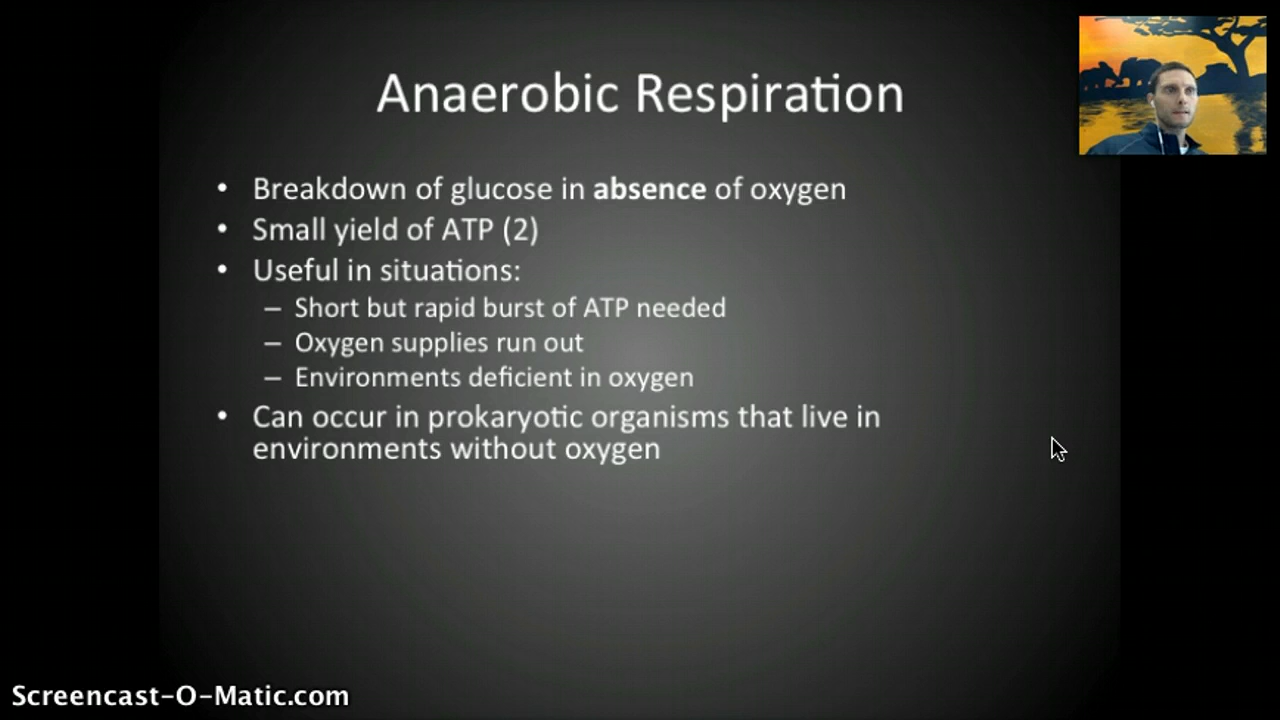 Anaerobic Respiration
• Breakdown of glucose in absence of oxygen
• Small yield of ATP (2)
• Useful in situations:
– Short but rapid burst of ATP needed
– Oxygen supplies run out
– Environments deficient in oxygen
• Can occur in prokaryotic organisms that live in
environments without oxygen
Screencast-O-Matic.com